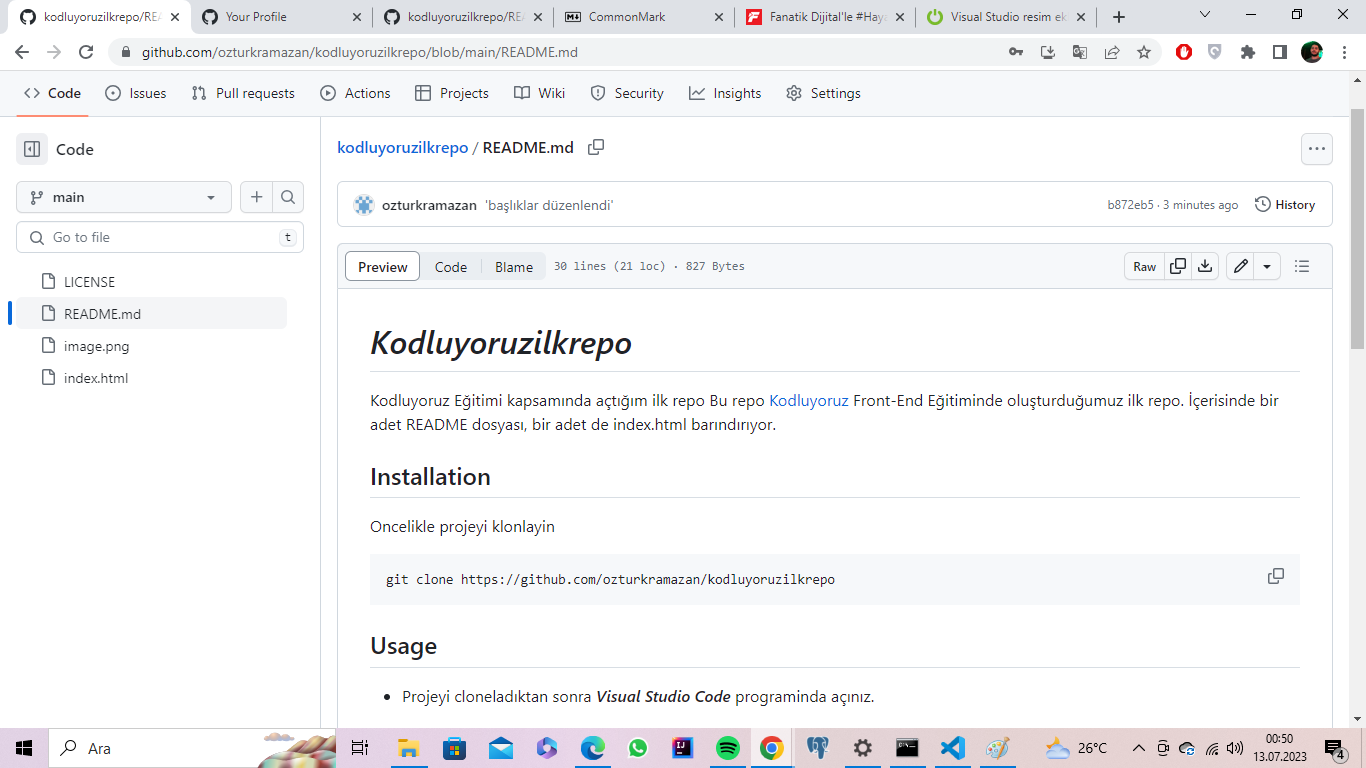 kodluyoruzilkrepo/REA
Your Profile
kodluyoruzilkrepo/REA
CommonMark
Fanatik Dijital'le #Haya
Visual Studio resim ek
github.com/ozturkramazan/kodluyoruzilkrepo/blob/main/README.md
Code
Issues
Pull requests
Actions
Projects
Wiki
Security
Insights
Settings
Code
main
Go to file
t
LICENSE
README.md
image.png
index.html
kodluyoruzilkrepo / README.md
ozturkramazan 'başlıklar düzenlendi'
b872eb5 · 3 minutes ago
History
Preview
Code
Blame
30 lines (21 loc) · 827 Bytes
Raw
Kodluyoruzilkrepo
Kodluyoruz Eğitimi kapsamında açtığım ilk repo Bu repo Kodluyoruz Front-End Eğitiminde oluşturduğumuz ilk repo. İçerisinde bir
adet README dosyası, bir adet de index.html barındırıyor.
Installation
Oncelikle projeyi klonlayin
git clone https://github.com/ozturkramazan/kodluyoruzilkrepo
Usage
• Projeyi cloneladıktan sonra Visual Studio Code programinda açınız.
Ara
26°C
00:50
13.07.2023
4